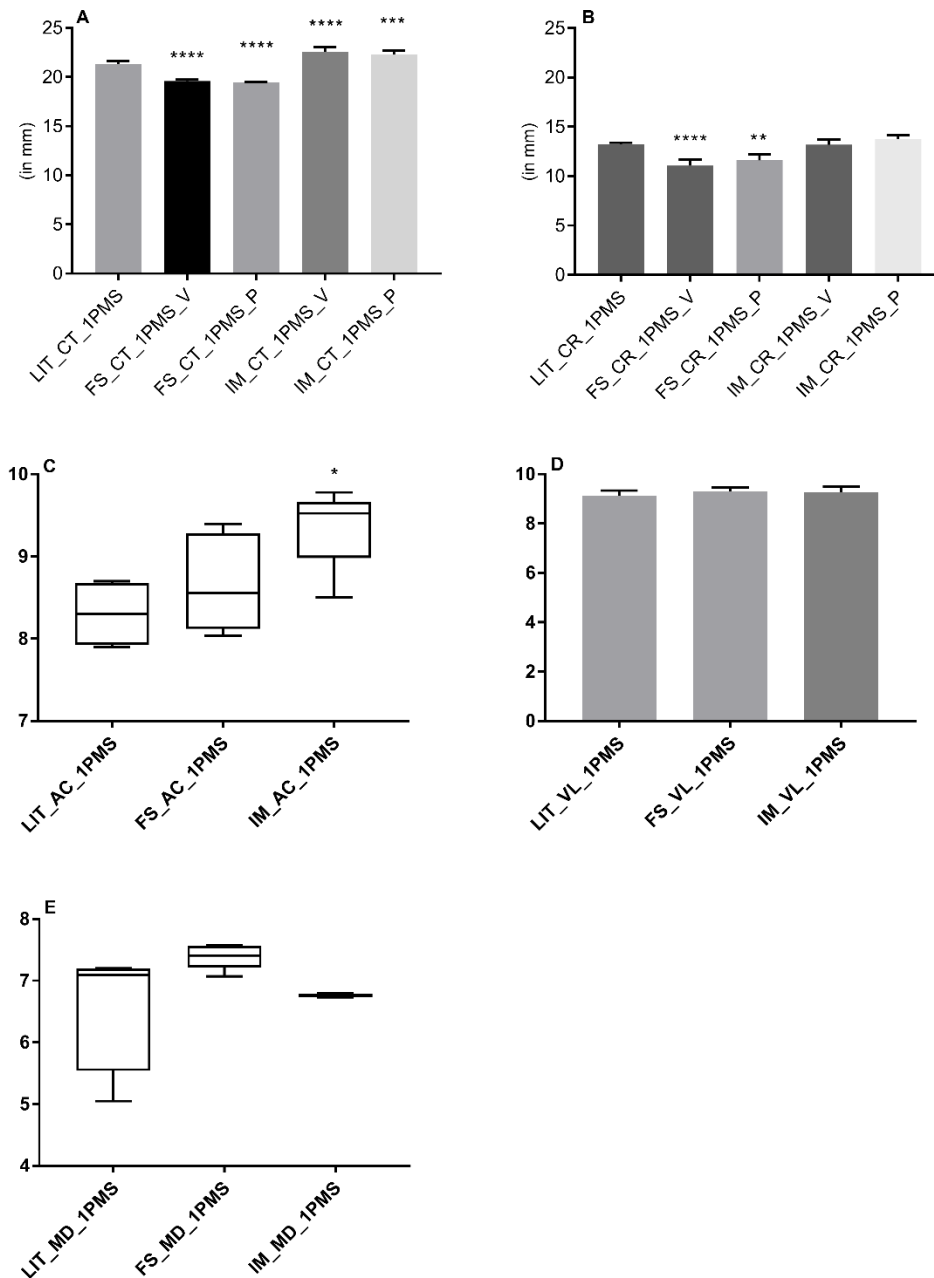 A
25
20
15
10
5
0
(in mm)
****
****
****
***
LIT_CT_1PMS
FS_CT_1PMS_V
FS_CT_1PMS_P
IM_CT_1PMS_V
IM_CT_1PMS_P
B
25
20
15
10
5
0
(in mm)
****
**
LIT_CR_1PMS
FS_CR_1PMS_V
FS_CR_1PMS_P
IM_CR_1PMS_V
IM_CR_1PMS_P
C
10
9
8
7
*
LIT_AC_1PMS
FS_AC_1PMS
IM_AC_1PMS
D
10
8
6
4
2
0
LIT_VL_1PMS
FS_VL_1PMS
IM_VL_1PMS
E
8
7
6
5
4
LIT_MD_1PMS
FS_MD_1PMS
IM_MD_1PMS